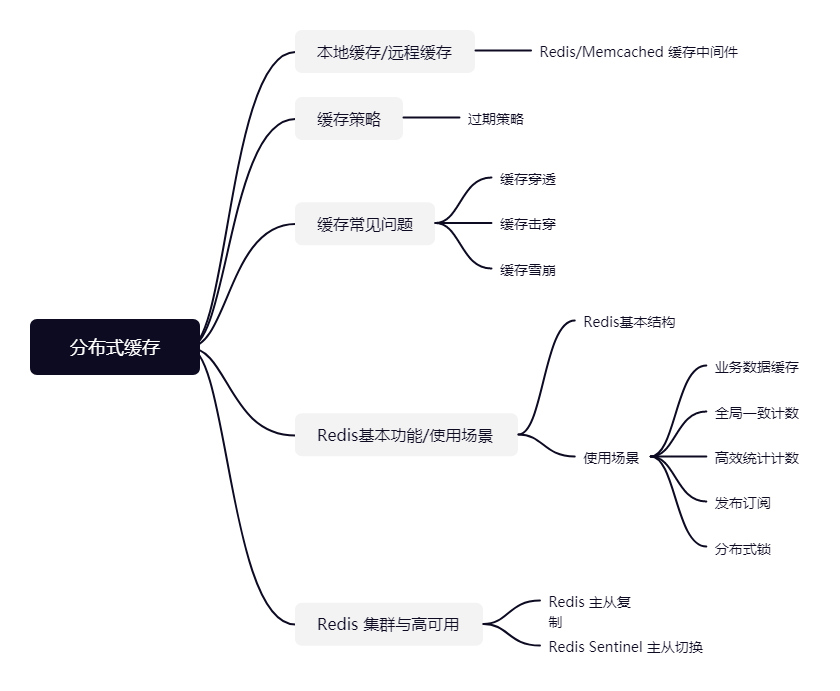 本地缓存/远程缓存
Redis/Memcached 缓存中间件
缓存策略
过期策略
缓存常见问题
缓存穿透
缓存击穿
缓存雪崩
分布式缓存
Redis基本功能/使用场景
Redis基本结构
使用场景
业务数据缓存
全局一致计数
高效统计计数
发布订阅
分布式锁
Redis 集群与高可用
Redis 主从复
制
Redis Sentinel 主从切换